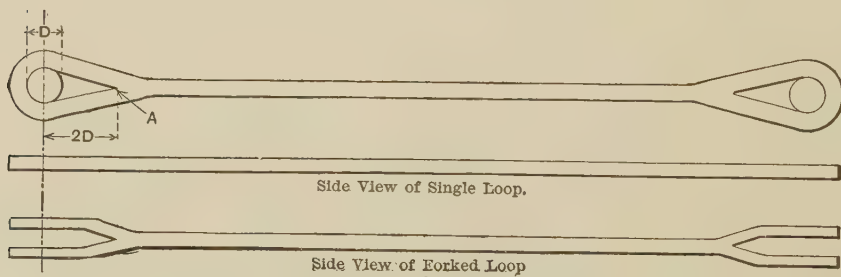 D
A
2D
Side View of Single Loop.
Side View of Forked Loop